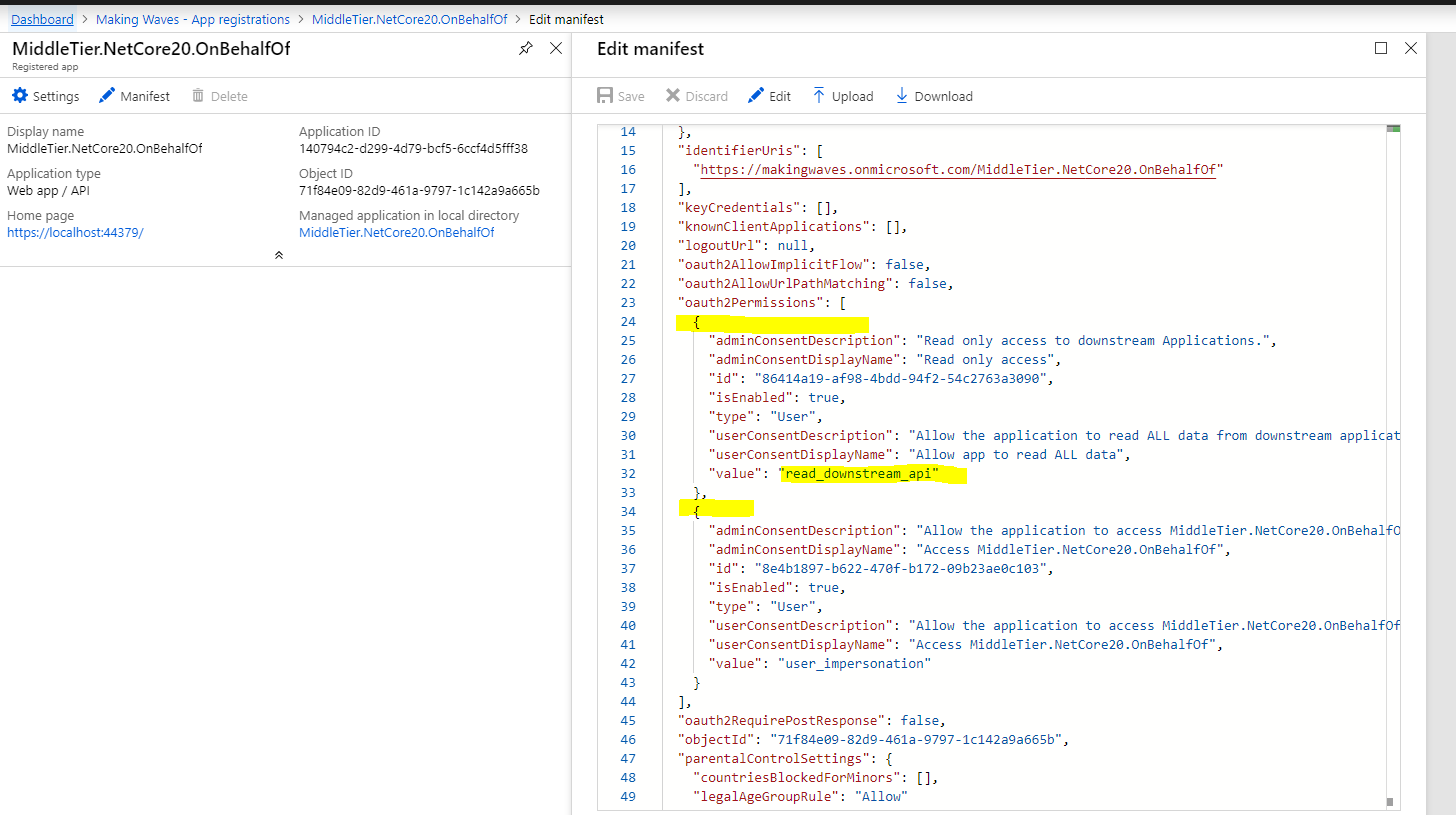 Dashboard > Making Waves - App registrations > MiddleTier.NetCore20.OnBehalfOf > Edit manifest
MiddleTier.NetCore20.OnBehalfOf
Registered app
Settings Manifest Delete
Display name
MiddleTier.NetCore20.OnBehalfOf
Application type
Web app / API
Home page
https://localhost:44379/
Application ID
140794c2-d299-4d79-bcf5-6ccf4d5fff38
Object ID
71f84e09-82d9-461a-9797-1c142a9a665b
Managed application in local directory
MiddleTier.NetCore20.OnBehalfOf
Edit manifest
Save Discard Edit Upload Download
14 },
15 "identifierUris": [
16 "https://makingwaves.onmicrosoft.com/MiddleTier.NetCore20.OnBehalfOf"
17 ],
18 "keyCredentials": [],
19 "knownClientApplications": [],
20 "logoutUrl": null,
21 "oauth2AllowImplicitFlow": false,
22 "oauth2AllowUrlPathMatching": false,
23 "oauth2Permissions": [
24 {
25 "adminConsentDescription": "Read only access to downstream Applications.",
26 "adminConsentDisplayName": "Read only access",
27 "id": "86414a19-af98-4bdd-94f2-54c2763a3090",
28 "isEnabled": true,
29 "type": "User",
30 "userConsentDescription": "Allow the application to read ALL data from downstream applicat
31 "userConsentDisplayName": "Allow app to read ALL data",
32 "value": "read_downstream_api"
33 },
34 {
35 "adminConsentDescription": "Allow the application to access MiddleTier.NetCore20.OnBehalfO
36 "adminConsentDisplayName": "Access MiddleTier.NetCore20.OnBehalfOf",
37 "id": "8e4b1897-b622-470f-b172-09b23ae0c103",
38 "isEnabled": true,
39 "type": "User",
40 "userConsentDescription": "Allow the application to access MiddleTier.NetCore20.OnBehalfOf
41 "userConsentDisplayName": "Access MiddleTier.NetCore20.OnBehalfOf",
42 "value": "user_impersonation"
43 }
44 ],
45 "oauth2RequirePostResponse": false,
46 "objectId": "71f84e09-82d9-461a-9797-1c142a9a665b",
47 "parentalControlSettings": {
48 "countriesBlockedForMinors": [],
49 "legalAgeGroupRule": "Allow"